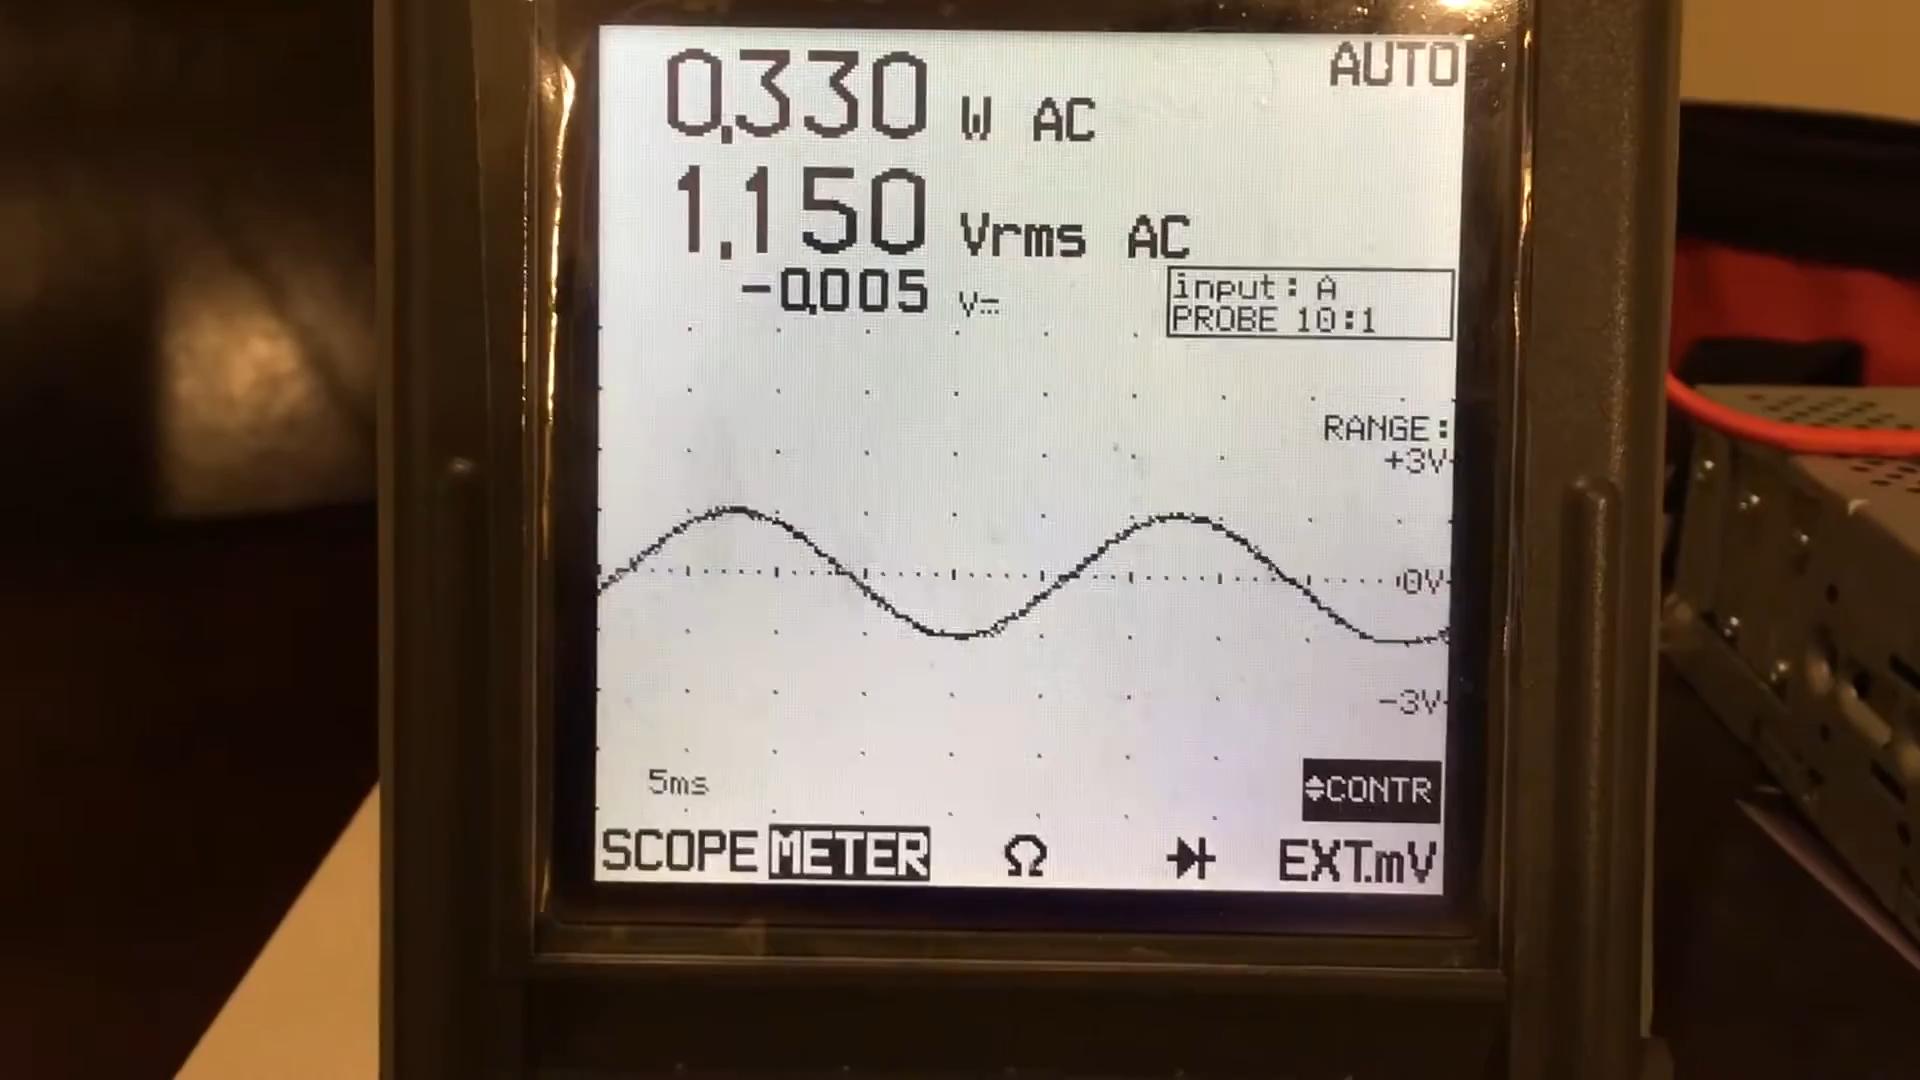 AUTO
0,330 W AC
1,150 Vrms AC
-0,005 V
input: A
PROBE 10:1
RANGE:
+3V
0V
-3V
5ms
CONTR
SCOPE METER Ω EXT.mV